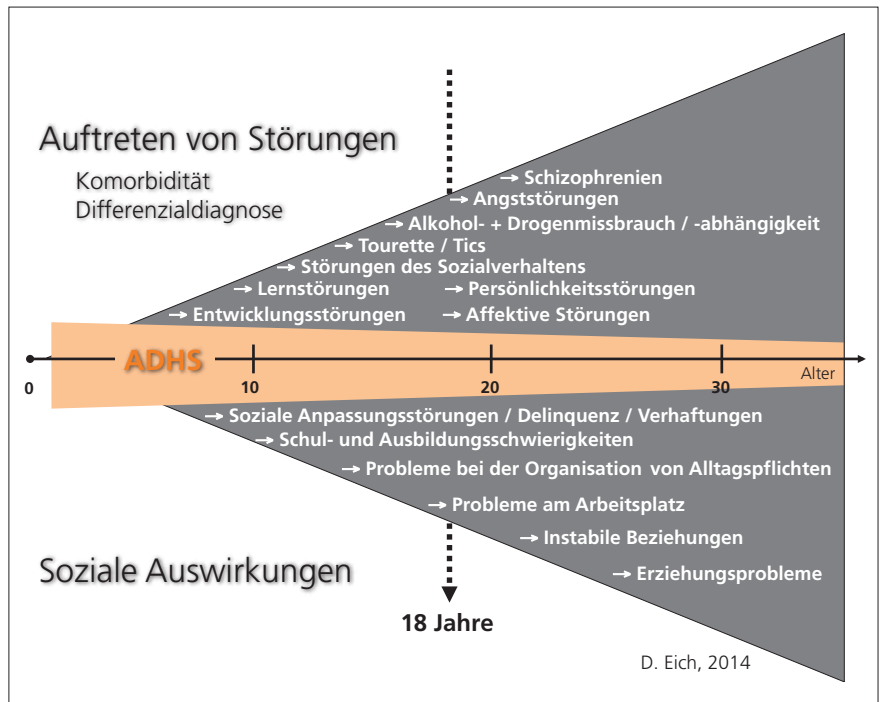 Auftreten von Störungen
Komorbidität
Differenzialdiagnose
→ Schizophrenien
→ Angststörungen
→ Alkohol- + Drogenmissbrauch / -abhängigkeit
→ Tourette / Tics
→ Störungen des Sozialverhaltens
→ Lernstörungen → Persönlichkeitsstörungen
→ Entwicklungsstörungen → Affektive Störungen
ADHS
0 10 20 30 Alter
→ Soziale Anpassungsstörungen / Delinquenz / Verhaftungen
→ Schul- und Ausbildungsschwierigkeiten
→ Probleme bei der Organisation von Alltagspflichten
→ Probleme am Arbeitsplatz
→ Instabile Beziehungen
Soziale Auswirkungen
→ Erziehungsprobleme
18 Jahre
D. Eich, 2014